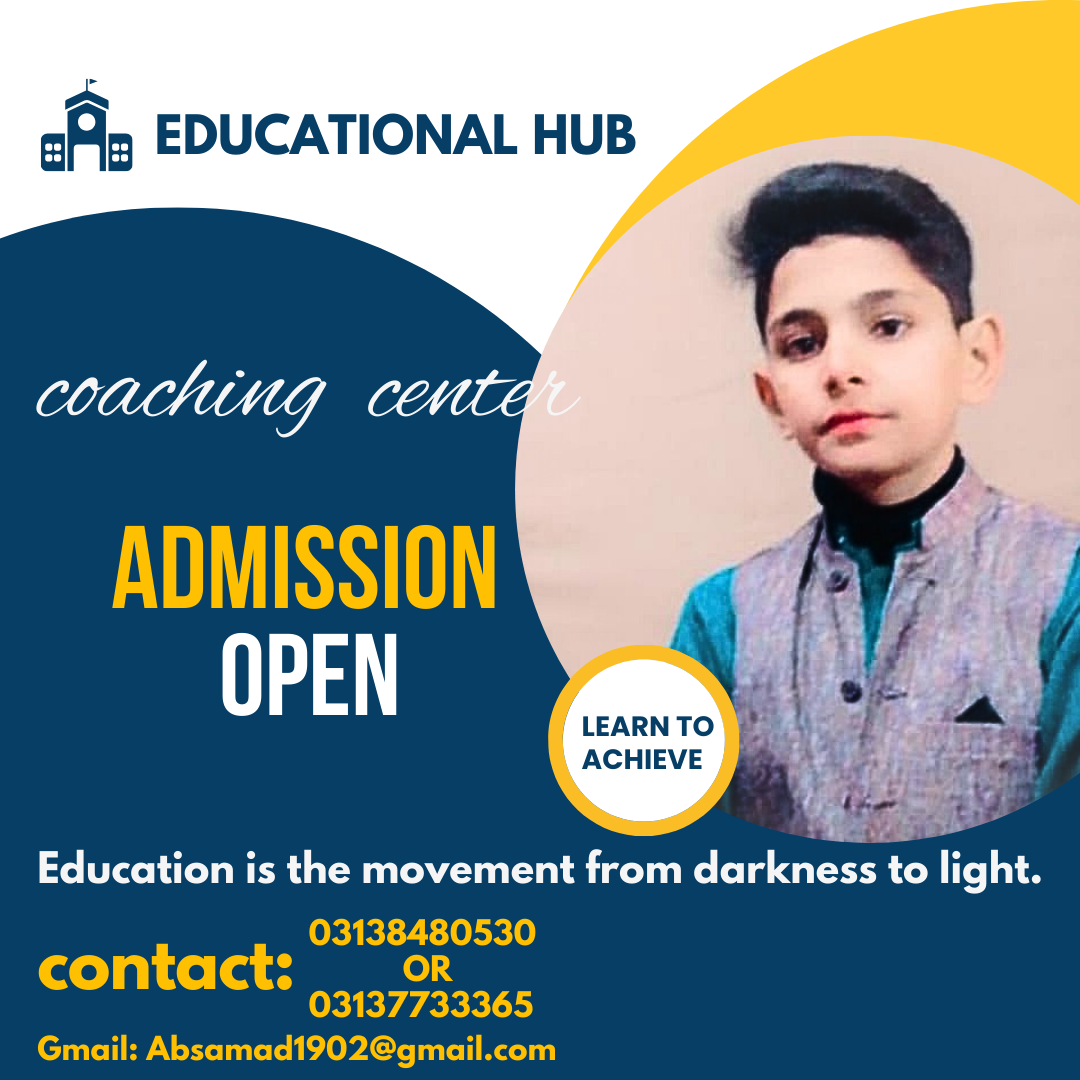 EDUCATIONAL HUB
coaching center
ADMISSION
OPEN
LEARN TO
ACHIEVE
Education is the movement from darkness to light.
contact:
03138480530
OR
03137733365
Gmail: Absamad1902@gmail.com